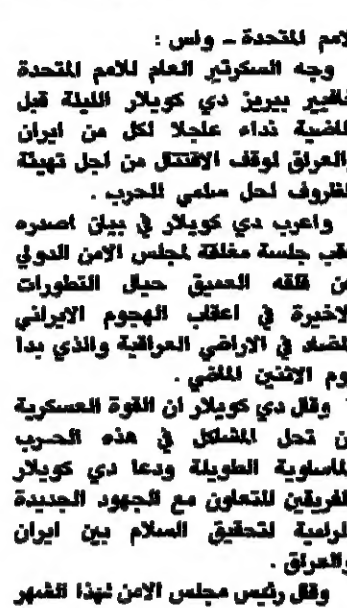 لامم المتحدة ـ واس :
وجه السكرتير العام للامم المتحدة
خافيير بيريز دي كويلار الليلة قبل
الماضية نداء عاجلا لكل من ايران
والعراق لوقف الاقتتال من اجل تهيئة
الظروف لحل سلمي للحرب .
واعرب دي كويلار في بيان اصدره
عقب جلسة مغلقة لمجلس الامن الدولي
عن قلقه العميق حيال التطورات
الاخيرة في اعقاب الهجوم الايراني
المضاد في الاراضي العراقية والذي بدا
يوم الاثنين الماضي .
وقال دي كويلار ان القوة العسكرية
لن تحل المشاكل في هذه الحرب
الماساوية الطويلة ودعا دي كويلار
الفريقين للتعاون مع الجهود الجديدة
الرامية لتحقيق السلام بين ايران
والعراق .
وقال رئيس مجلس الامن لهذا الشهر